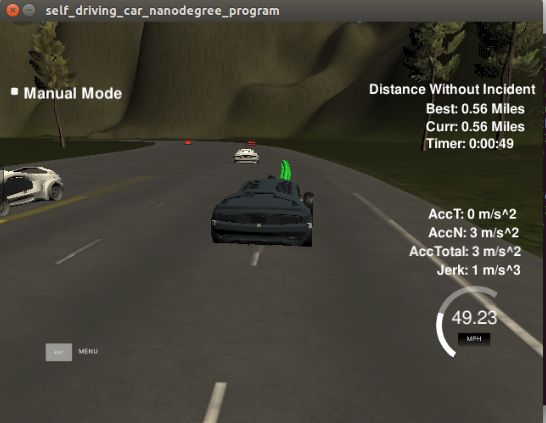 self_driving_car_nanodegree_program
Manual Mode
Distance Without Incident
Best: 0.56 Miles
Curr: 0.56 Miles
Timer: 0:00:49
AccT: 0 m/s^2
AccN: 3 m/s^2
AccTotal: 3 m/s^2
Jerk: 1 m/s^3
49.23
MPH
esc MENU